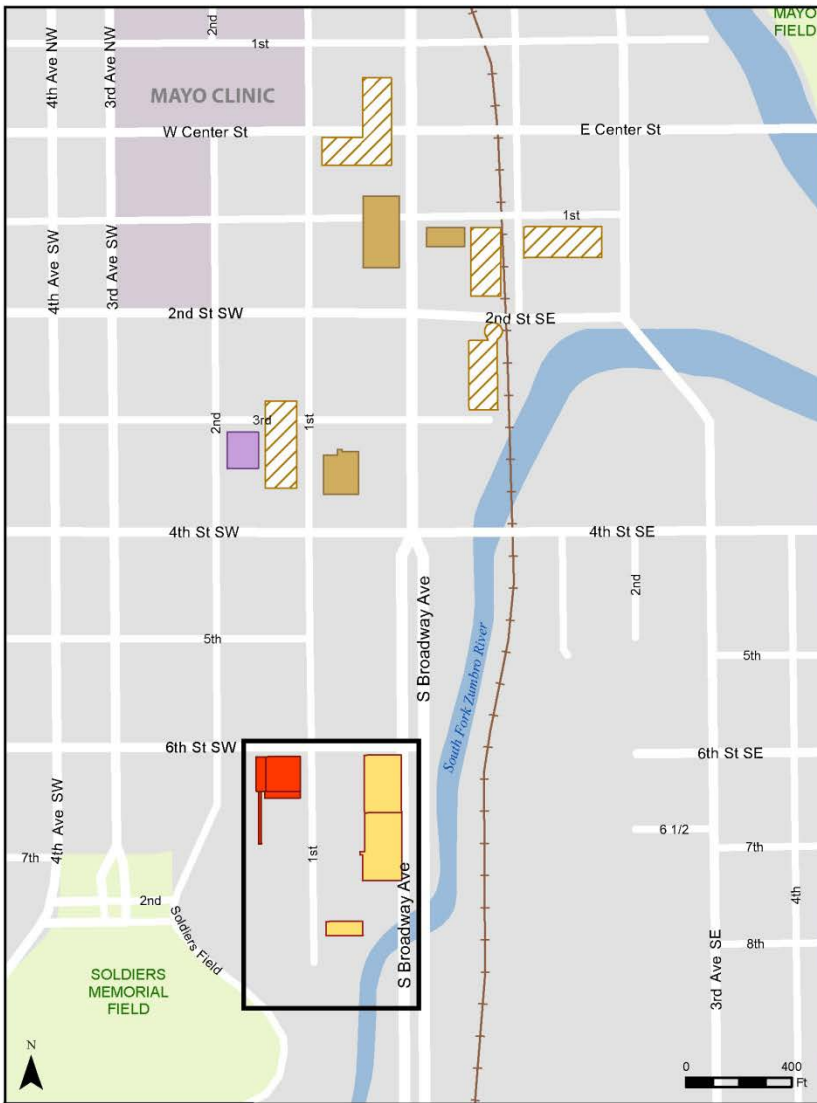 MAYO
FIELD
2nd
1st
4th Ave NW
3rd Ave NW
MAYO CLINIC
W Center St
E Center St
1st
4th Ave SW
3rd Ave SW
2nd St SW
2nd St SE
2nd
3rd
1st
4th St SW
4th St SE
2nd
S Broadway Ave
South Fork Zumbro River
5th
5th
6th St SW
6th St SE
4th Ave SW
7th
1st
6 1/2
7th
S Broadway Ave
2nd
4th
Soldiers Field
8th
3rd Ave SE
SOLDIERS
MEMORIAL
FIELD
N
0
400
Ft